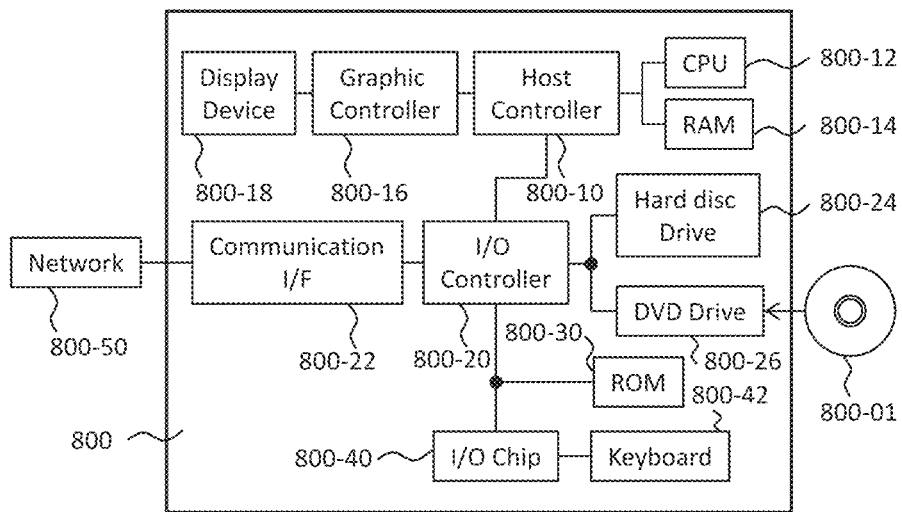 Display
Device
Graphic
Controller
Host
Controller
CPU
RAM
800-12
800-14
800-18
800-16
800-10
Hard disc
Drive
800-24
Network
Communication
I/F
I/O
Controller
DVD Drive
800-50
800-22
800-20
800-30
800-26
ROM
800-42
800-01
800
800-40
I/O Chip
Keyboard